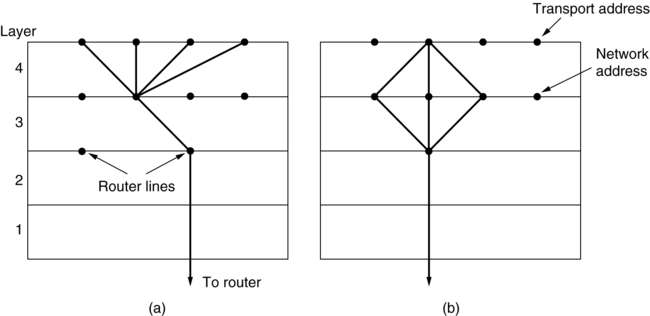 Layer
4
3
2
1
Router lines
To router
(a)
Transport address
Network
address
(b)